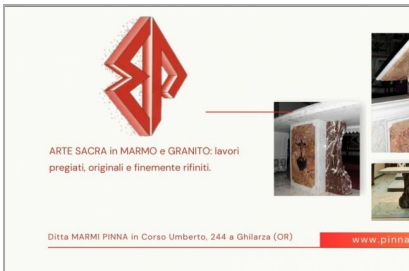 ARTE SACRA in MARMO e GRANITO: lavori
pregiati, originali e finemente rifiniti.
Ditta MARMI PINNA in Corso Umberto, 244 a Ghilarza (OR)
www.pinna